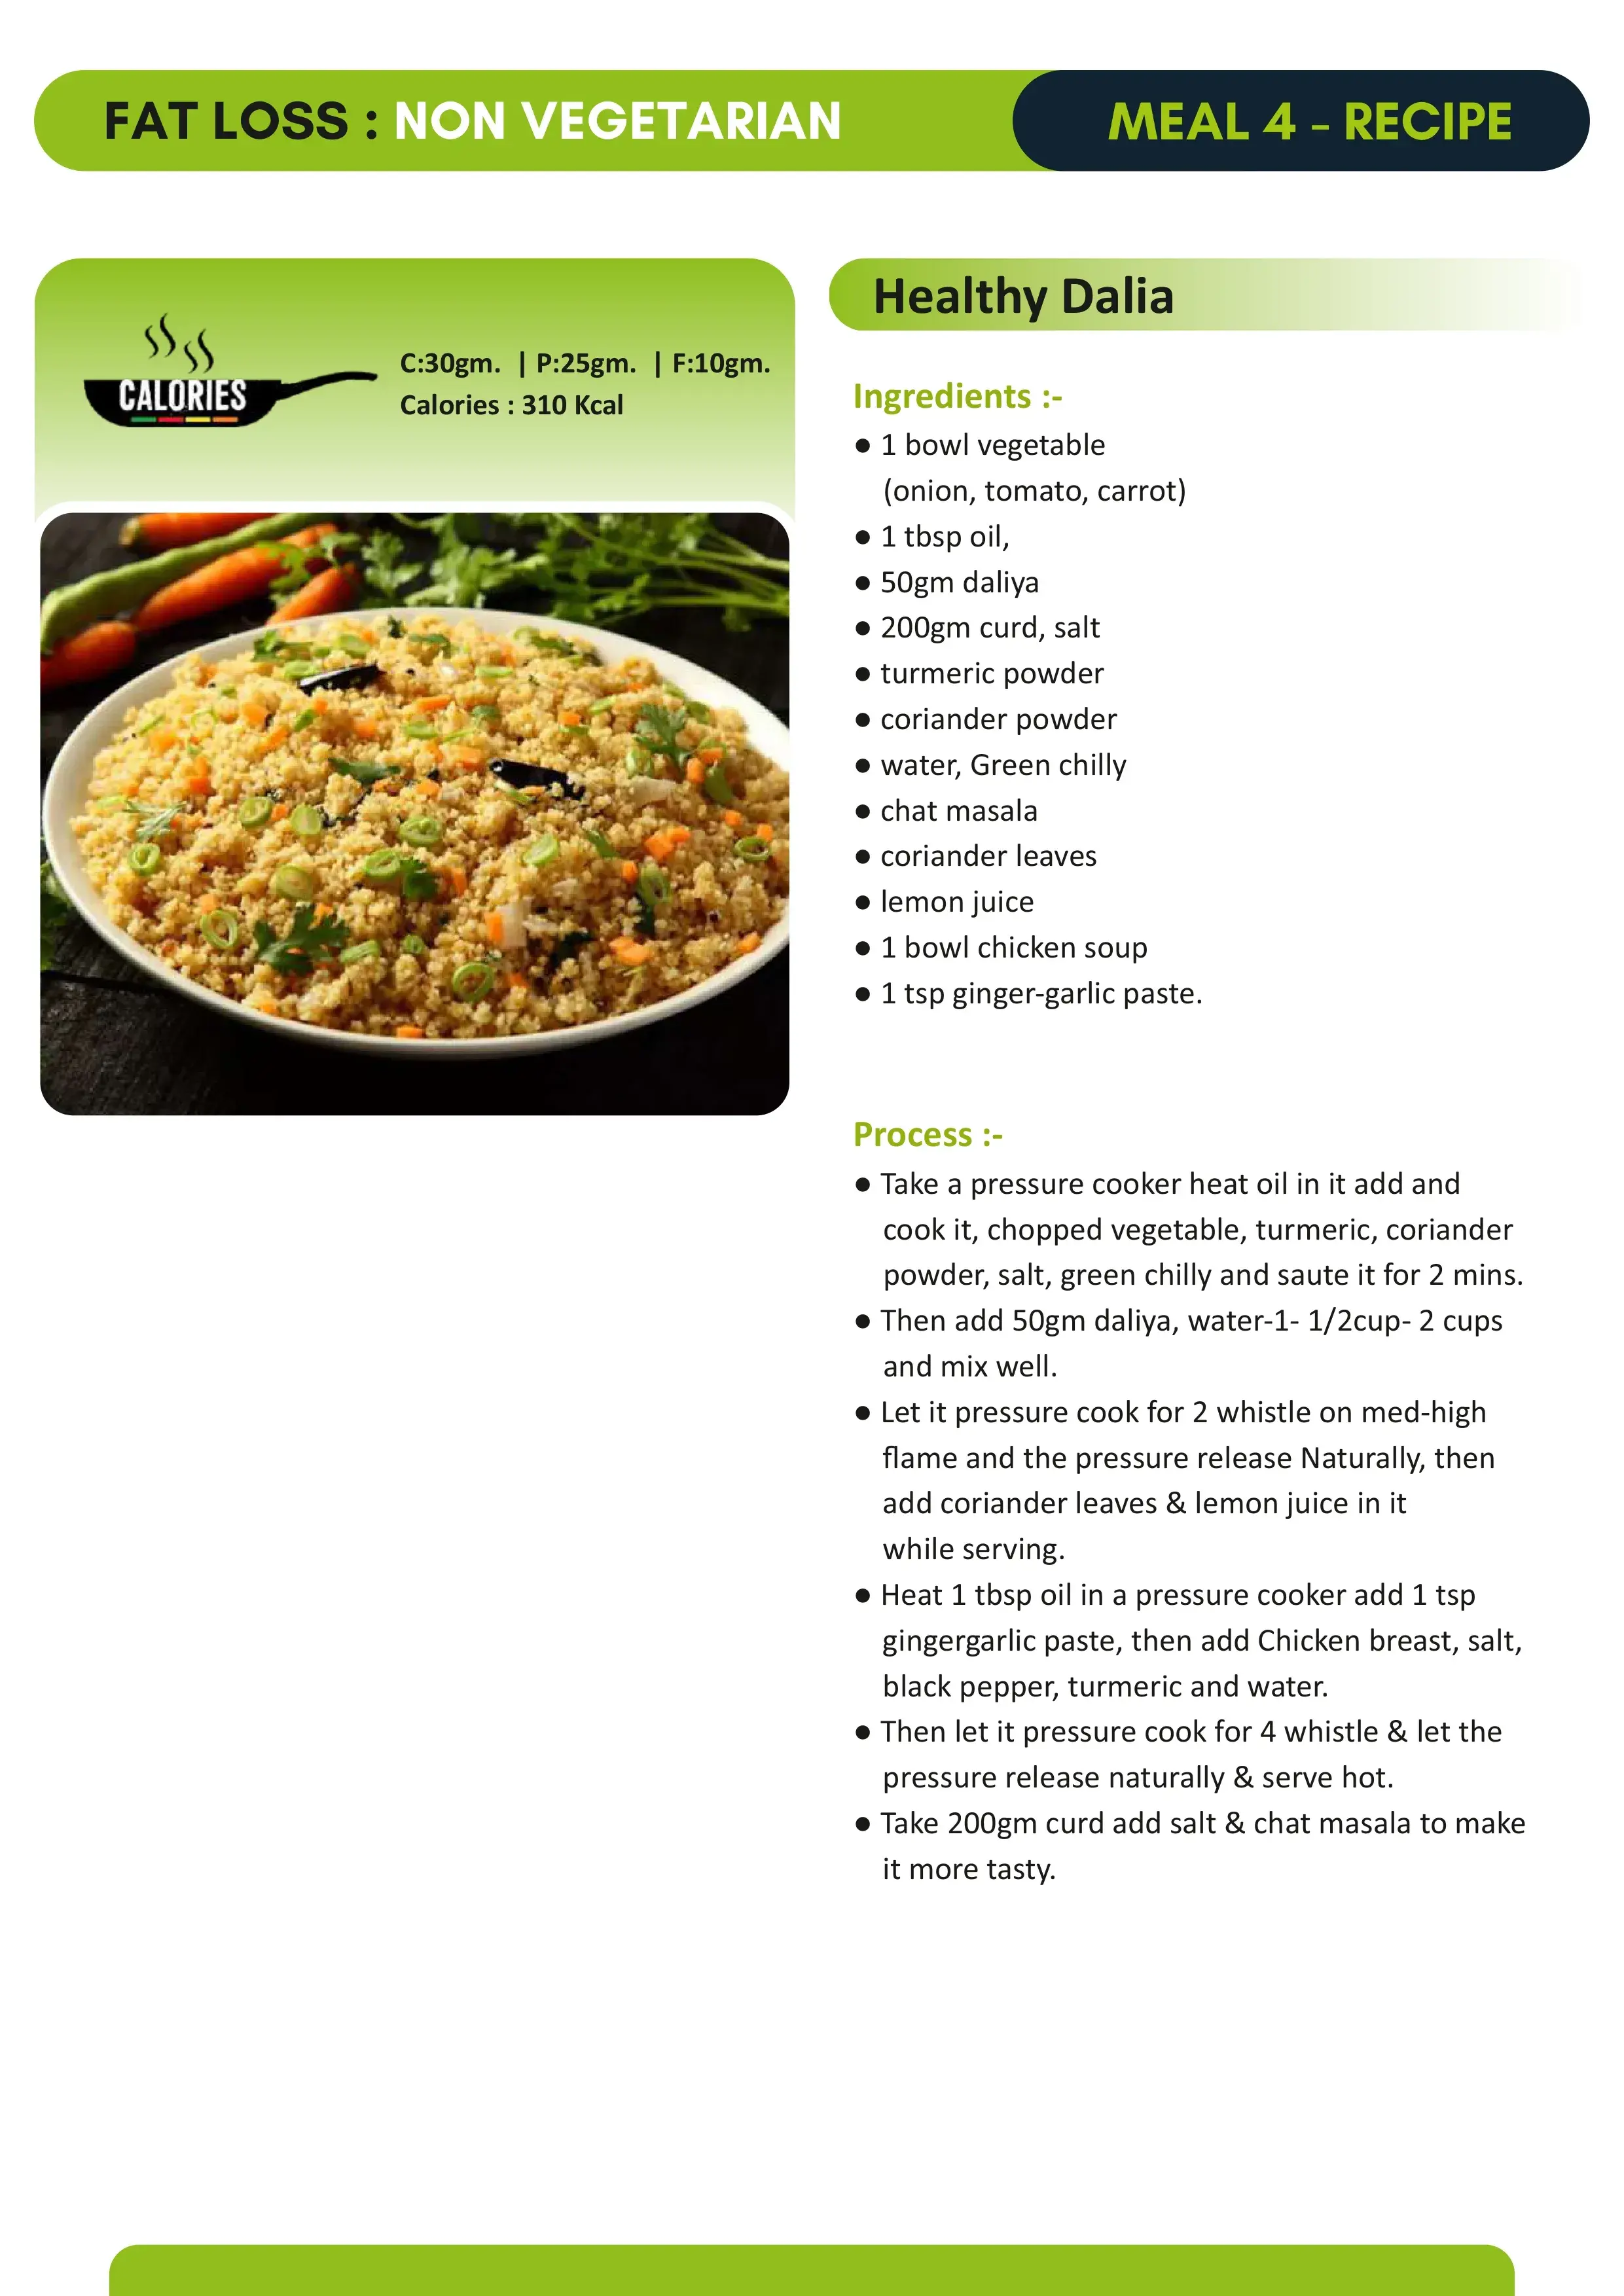 FAT LOSS : NON VEGETARIAN
MEAL 4 - RECIPE
CALORIES
C:30gm. | P:25gm. | F:10gm.
Calories : 310 Kcal
Healthy Dalia
Ingredients :-
● 1 bowl vegetable
(onion, tomato, carrot)
● 1 tbsp oil,
● 50gm daliya
● 200gm curd, salt
● turmeric powder
● coriander powder
● water, Green chilly
● chat masala
● coriander leaves
● lemon juice
● 1 bowl chicken soup
● 1 tsp ginger-garlic paste.
Process :-
● Take a pressure cooker heat oil in it add and
cook it, chopped vegetable, turmeric, coriander
powder, salt, green chilly and saute it for 2 mins.
● Then add 50gm daliya, water-1- 1/2cup- 2 cups
and mix well.
● Let it pressure cook for 2 whistle on med-high
flame and the pressure release Naturally, then
add coriander leaves & lemon juice in it
while serving.
● Heat 1 tbsp oil in a pressure cooker add 1 tsp
gingergarlic paste, then add Chicken breast, salt,
black pepper, turmeric and water.
● Then let it pressure cook for 4 whistle & let the
pressure release naturally & serve hot.
● Take 200gm curd add salt & chat masala to make
it more tasty.